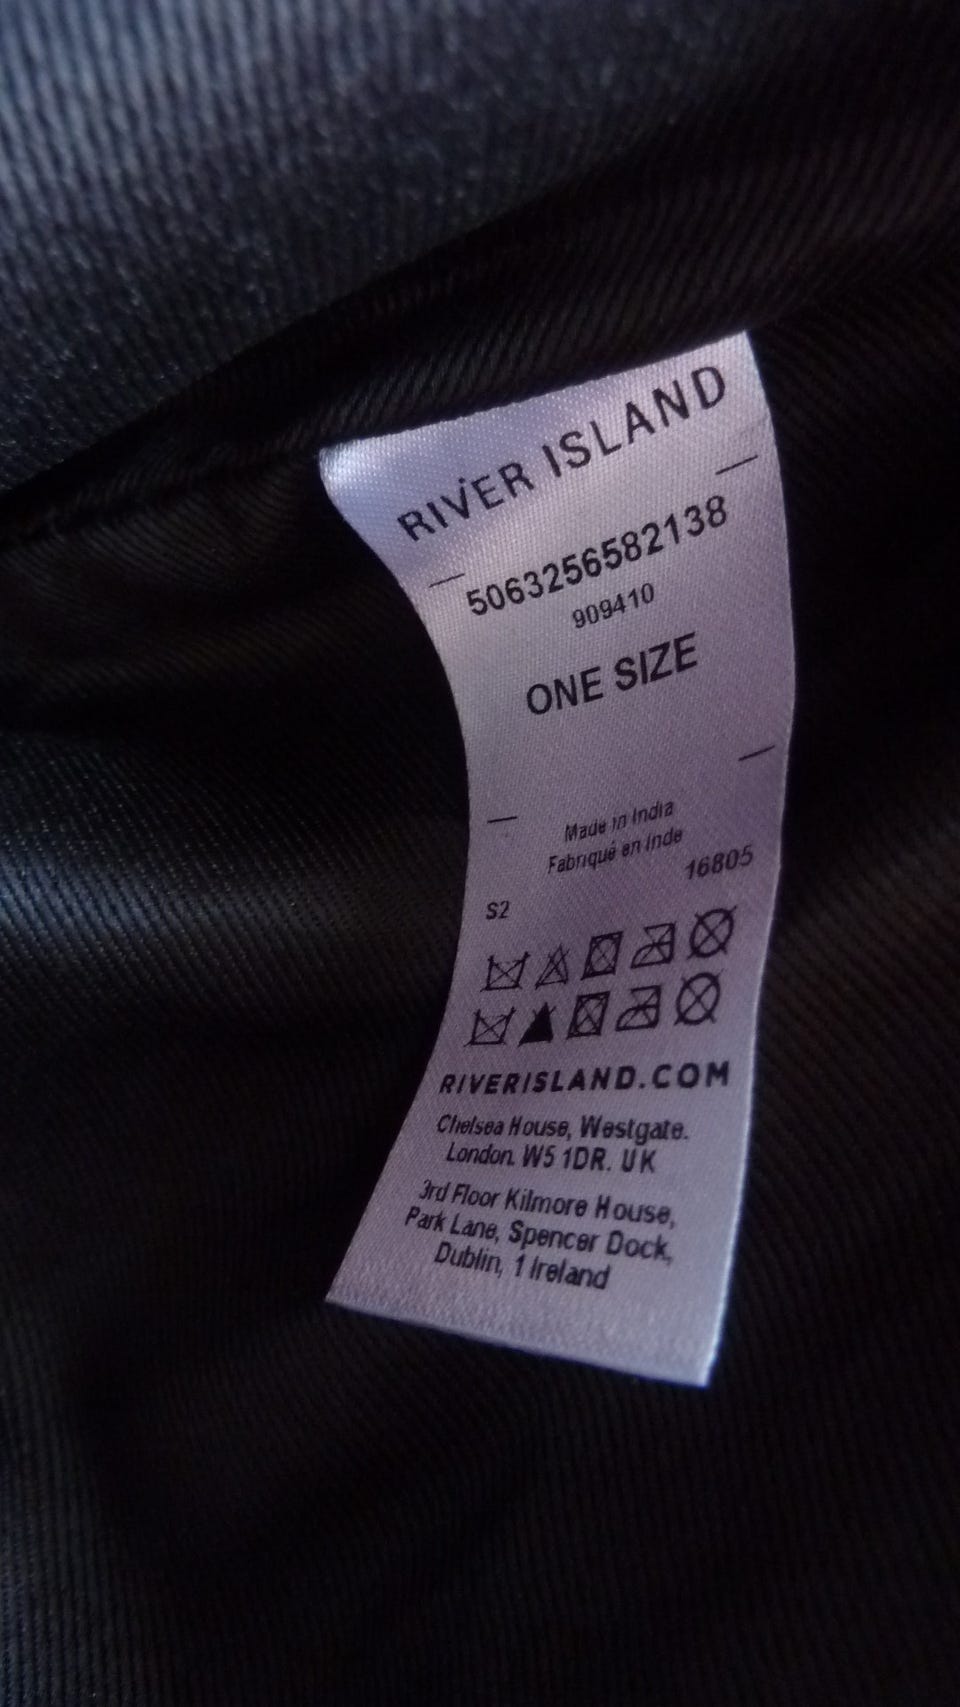 RIVER ISLAND
5063256582138
909410
ONE SIZE
Made in India
Fabriqué en Inde
16805
S2
RIVERISLAND.COM
Chelsea House, Westgate.
London. W5 1DR. UK
3rd Floor Kilmore House,
Park Lane, Spencer Dock,
Dublin, 1 Ireland